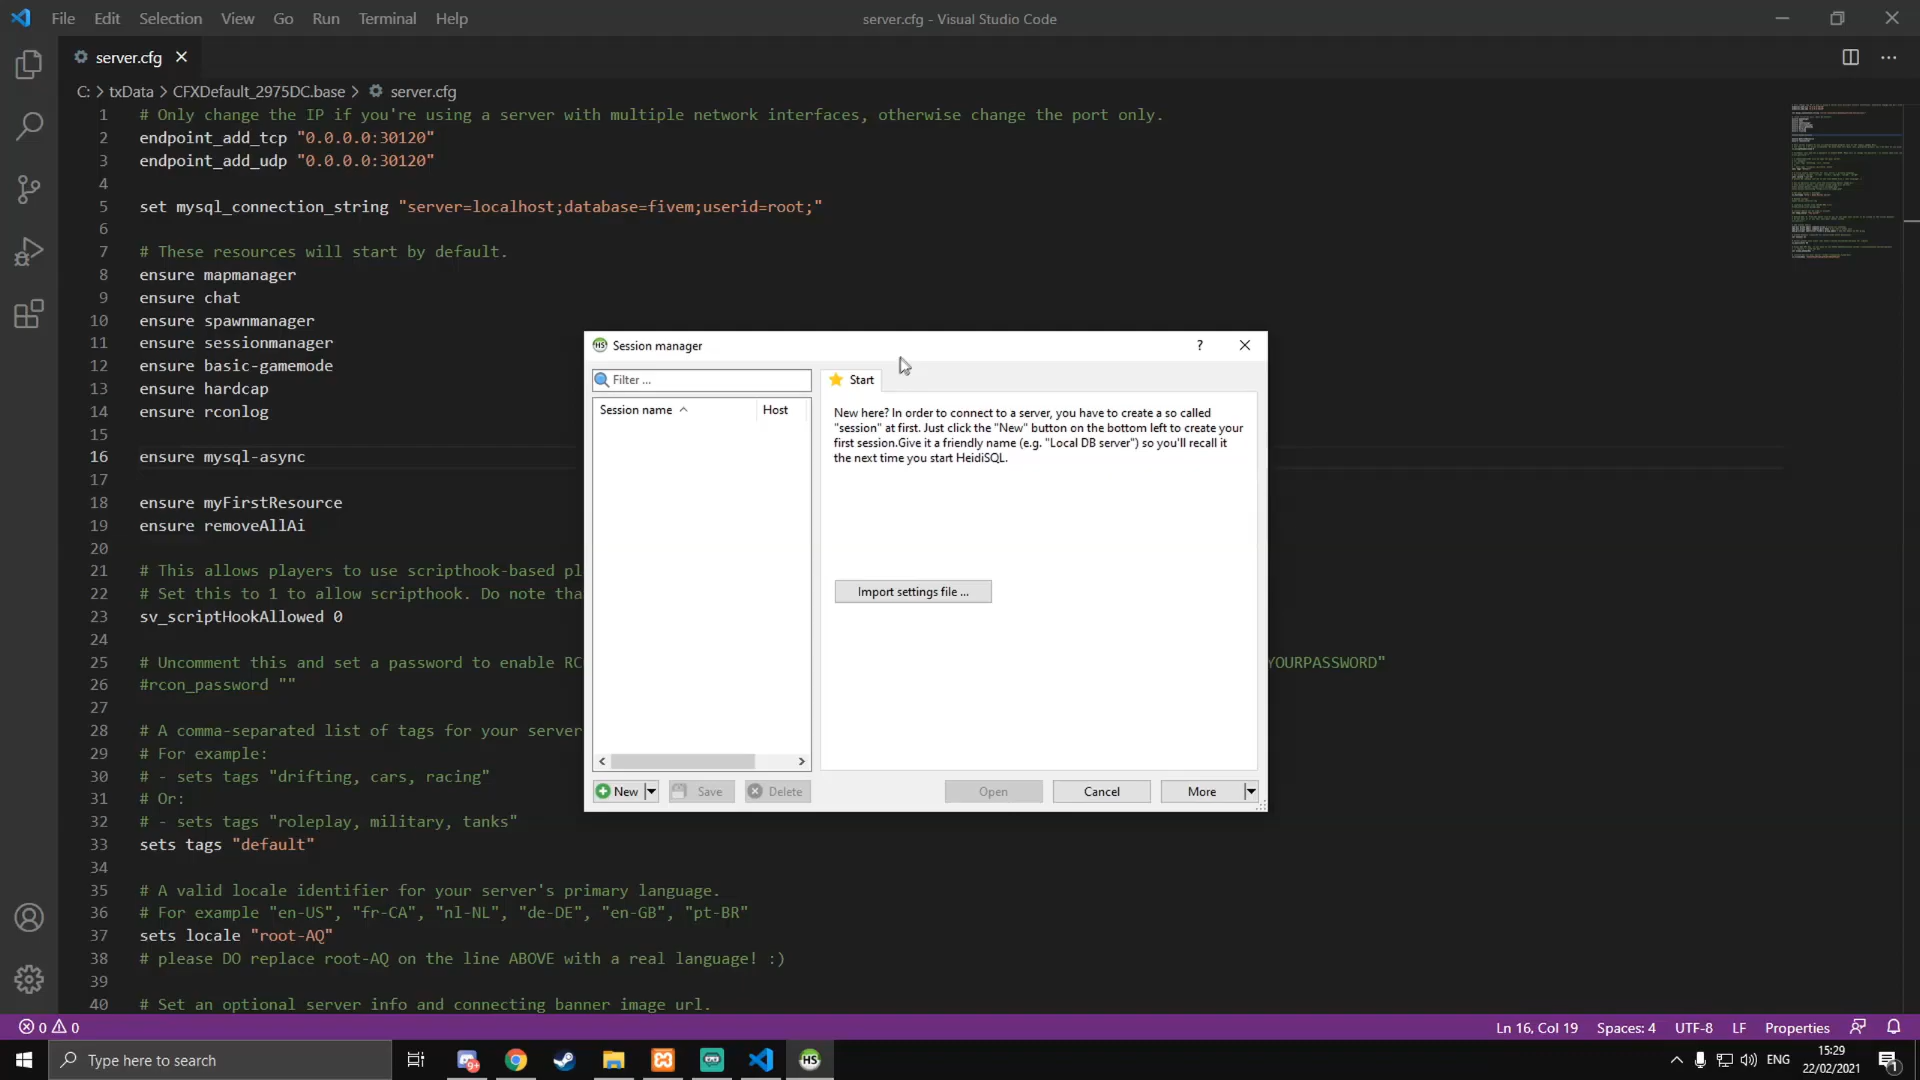 File Edit Selection View Go Run Terminal Help
server.cfg - Visual Studio Code
server.cfg
C: > txData > CFXDefault_2975DC.base > server.cfg
1 # Only change the IP if you're using a server with multiple network interfaces, otherwise change the port only.
2 endpoint_add_tcp "0.0.0.0:30120"
3 endpoint_add_udp "0.0.0.0:30120"
4
5 set mysql_connection_string "server=localhost;database=fivem;userid=root;"
6
7 # These resources will start by default.
8 ensure mapmanager
9 ensure chat
10 ensure spawnmanager
11 ensure sessionmanager
12 ensure basic-gamemode
13 ensure hardcap
14 ensure rconlog
15
16 ensure mysql-async
17
18 ensure myFirstResource
19 ensure removeAllAi
20
21 # This allows players to use scripthook-based pl
22 # Set this to 1 to allow scripthook. Do note tha
23 sv_scriptHookAllowed 0
24
25 # Uncomment this and set a password to enable RC YOURPASSWORD"
26 #rcon_password ""
27
28 # A comma-separated list of tags for your server
29 # For example:
30 # - sets tags "drifting, cars, racing"
31 # Or:
32 # - sets tags "roleplay, military, tanks"
33 sets tags "default"
34
35 # A valid locale identifier for your server's primary language.
36 # For example "en-US", "fr-CA", "nl-NL", "de-DE", "en-GB", "pt-BR"
37 sets locale "root-AQ"
38 # please DO replace root-AQ on the line ABOVE with a real language! :)
39
40 # Set an optional server info and connecting banner image url.
HS Session manager ?
Filter ...
Start
Session name Host
New here? In order to connect to a server, you have to create a so called
"session" at first. Just click the "New" button on the bottom left to create your
first session.Give it a friendly name (e.g. "Local DB server") so you'll recall it
the next time you start HeidiSQL.
Import settings file ...
New Save Delete Open Cancel More
0 0
Ln 16, Col 19 Spaces: 4 UTF-8 LF Properties
Type here to search
9+
HS
ENG
15:29
22/02/2021
1